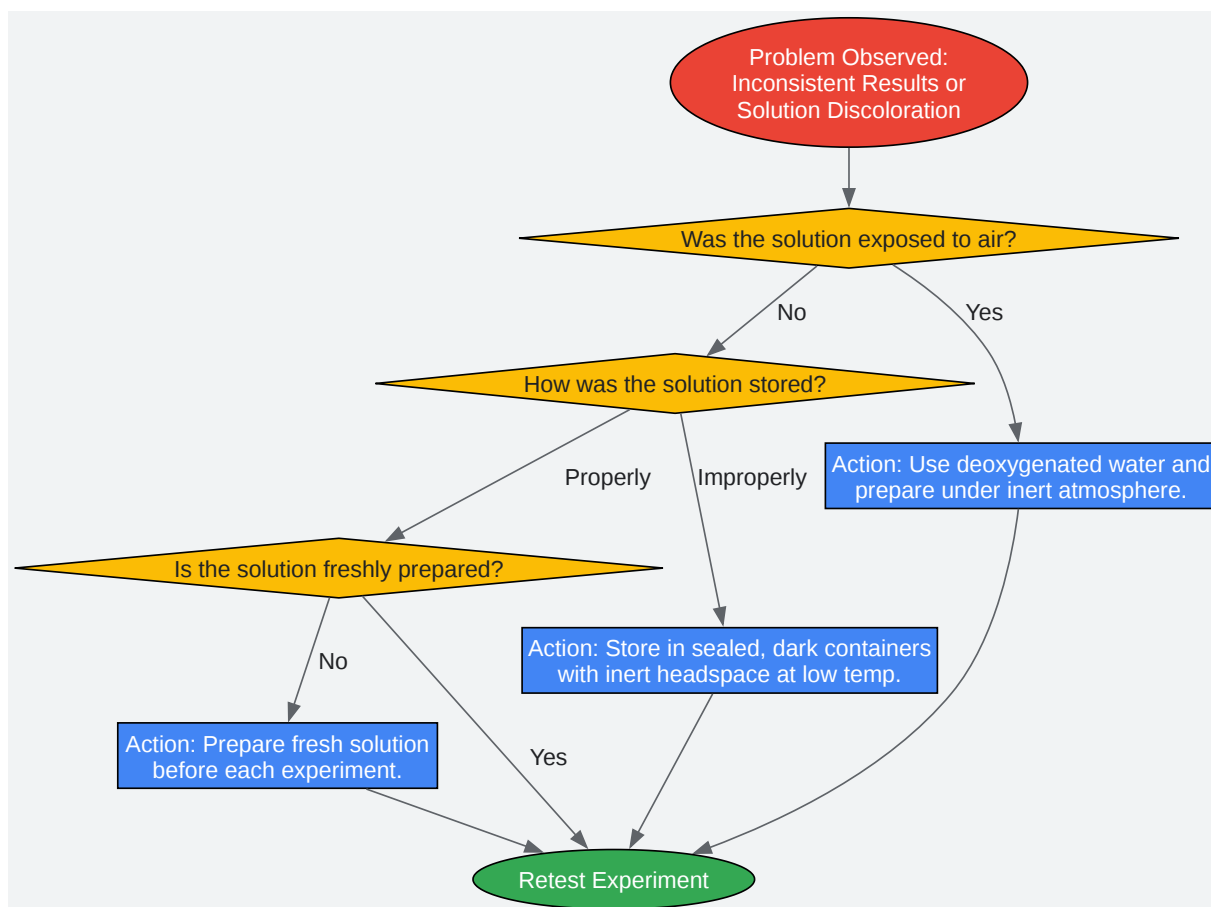 Problem Observed:
Inconsistent Results or
Solution Discoloration
Was the solution exposed to air?
No
Yes
How was the solution stored?
Properly
Improperly
Action: Use deoxygenated water and
prepare under inert atmosphere.
Is the solution freshly prepared?
No
Yes
Action: Store in sealed, dark containers
with inert headspace at low temp.
Action: Prepare fresh solution
before each experiment.
Retest Experiment